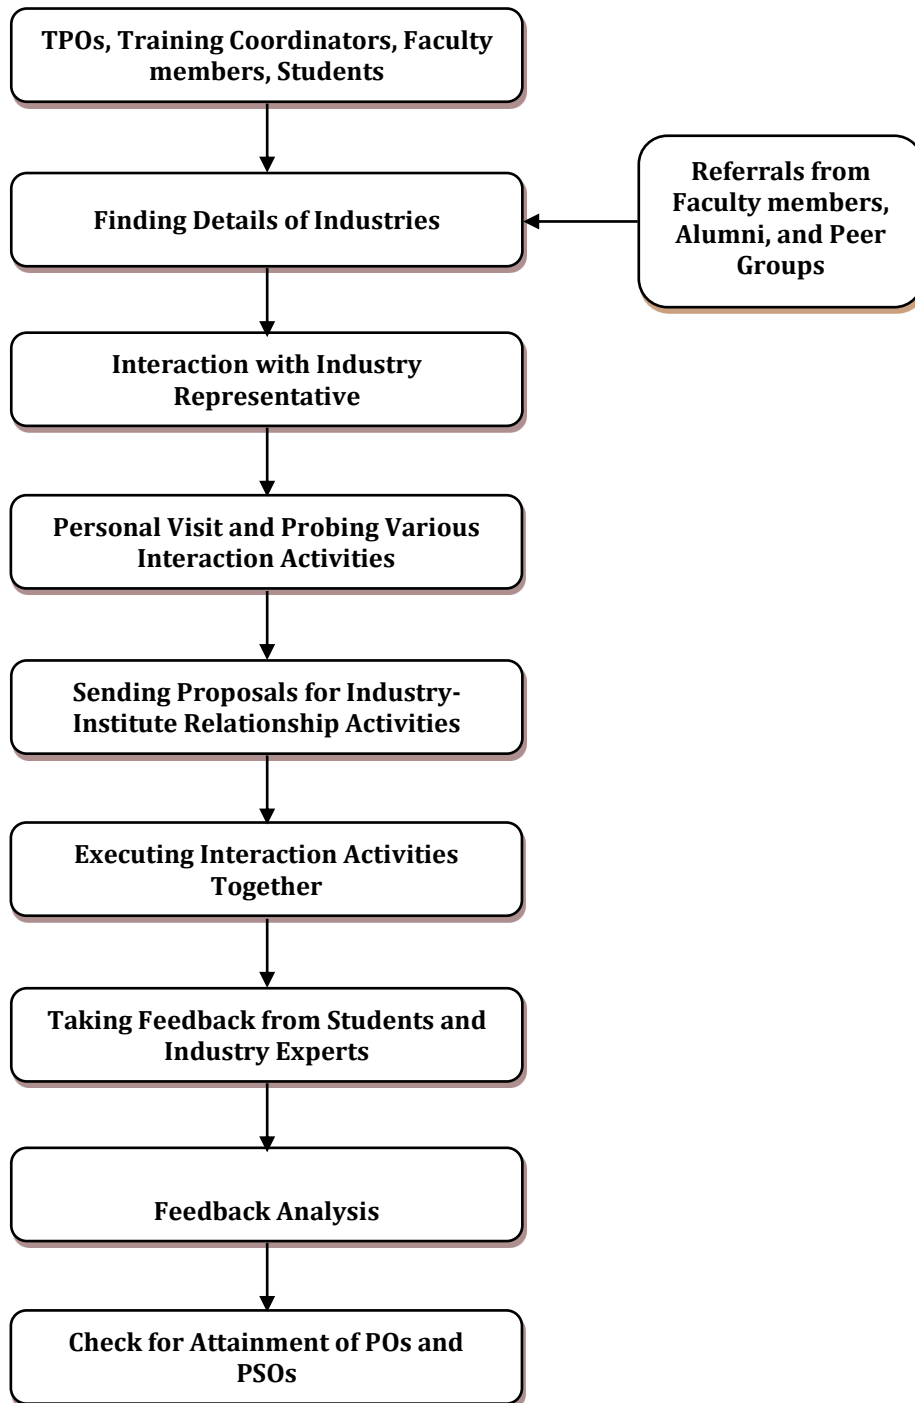 TPOs, Training Coordinators, Faculty
members, Students
Finding Details of Industries
Referrals from
Faculty members,
Alumni, and Peer
Groups
Interaction with Industry
Representative
Personal Visit and Probing Various
Interaction Activities
Sending Proposals for Industry-
Institute Relationship Activities
Executing Interaction Activities
Together
Taking Feedback from Students and
Industry Experts
Feedback Analysis
Check for Attainment of POs and
PSOs